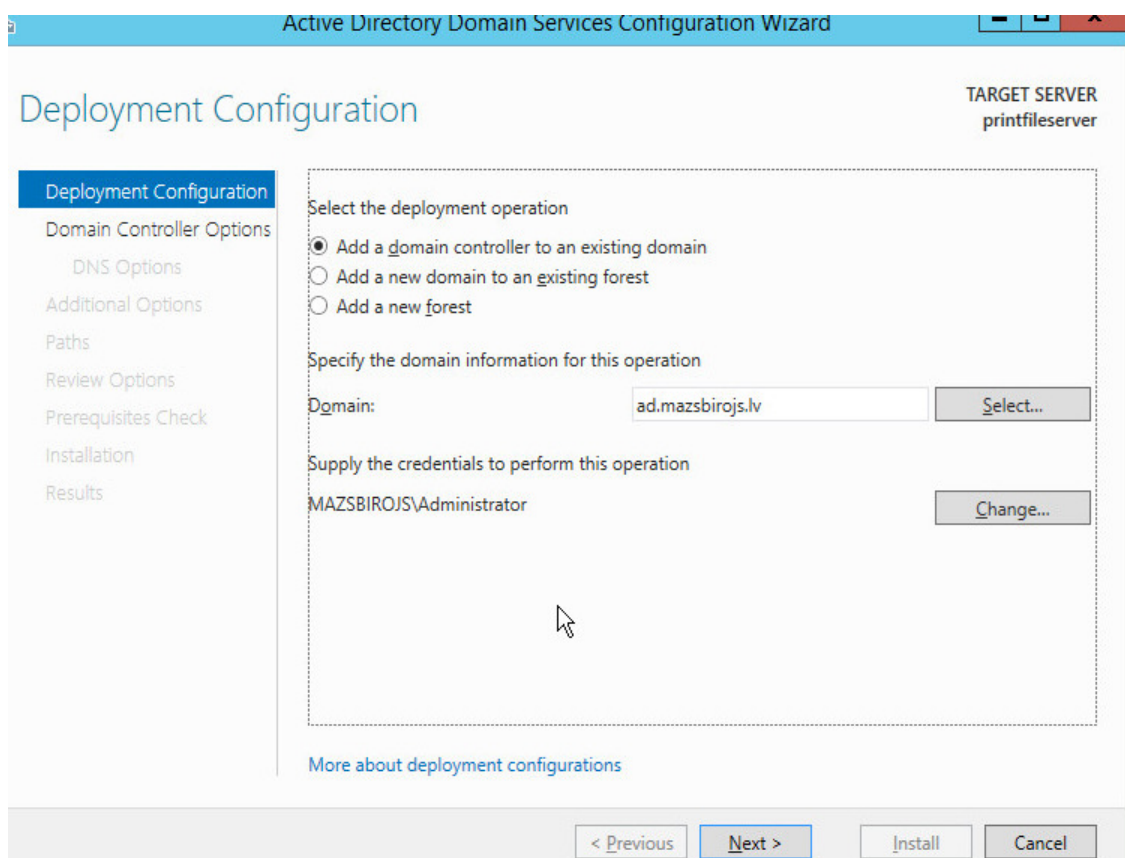 Active Directory Domain Services Configuration Wizard
Deployment Configuration
TARGET SERVER
printfileserver
Deployment Configuration
Domain Controller Options
DNS Options
Additional Options
Paths
Review Options
Prerequisites Check
Installation
Results
Select the deployment operation
Add a domain controller to an existing domain
Add a new domain to an existing forest
Add a new forest
Specify the domain information for this operation
Domain: ad.mazsbirojs.lv Select...
Supply the credentials to perform this operation
MAZSBIROJS\Administrator Change...
More about deployment configurations
< Previous Next > Install Cancel